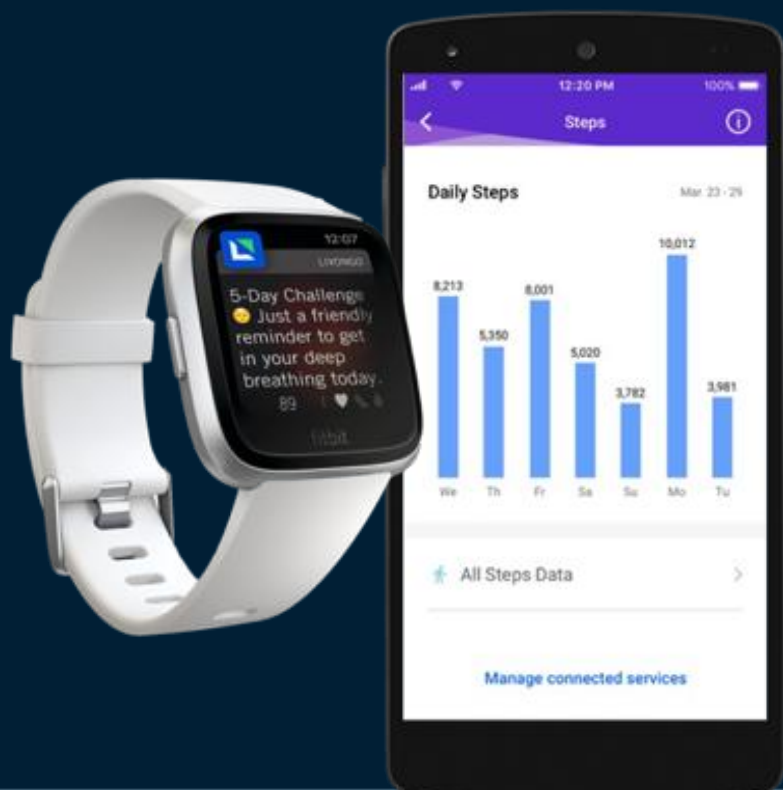 12:07
LIVONGO
5-Day Challenge
Just a friendly
reminder to get
in your deep
breathing today.
89
fitbit
12:20 PM
100%
Steps
Daily Steps
Mar. 23 - 29
10,012
8,213
8,001
5,350
5,020
3,782
3,981
We Th Fr Sa Su Mo Tu
All Steps Data
Manage connected services